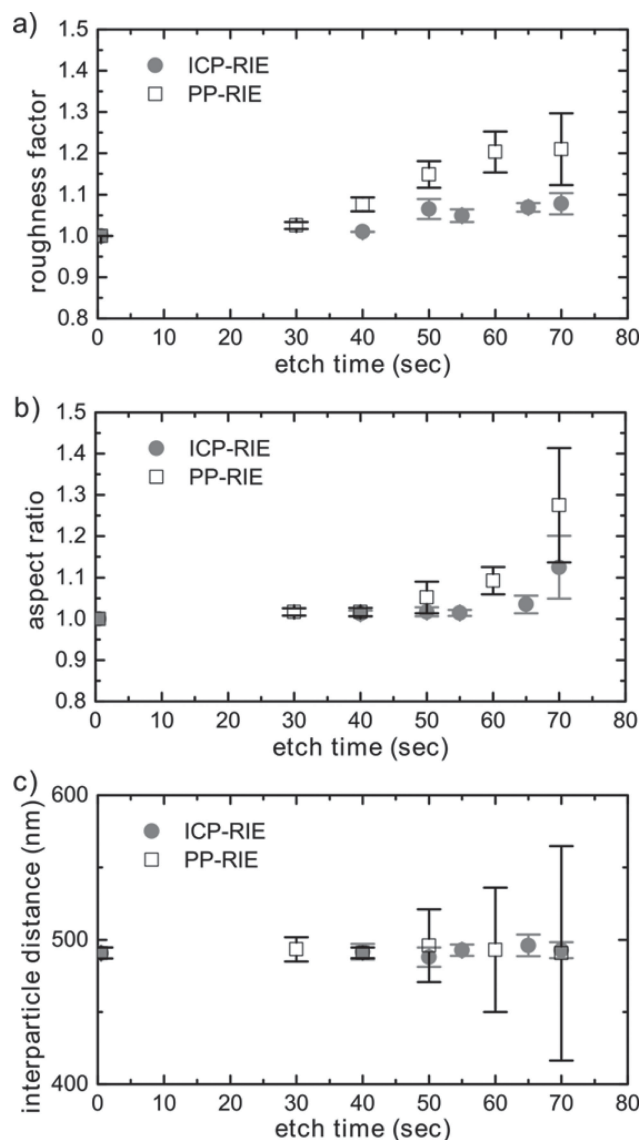 a)
1.5
1.4
1.3
1.2
1.1
1.0
0.9
0.8
roughness factor
ICP-RIE
PP-RIE
0 10 20 30 40 50 60 70 80
etch time (sec)
b)
1.5
1.4
1.3
1.2
1.1
1.0
0.9
0.8
aspect ratio
ICP-RIE
PP-RIE
0 10 20 30 40 50 60 70 80
etch time (sec)
c)
600
500
400
interparticle distance (nm)
ICP-RIE
PP-RIE
0 10 20 30 40 50 60 70 80
etch time (sec)